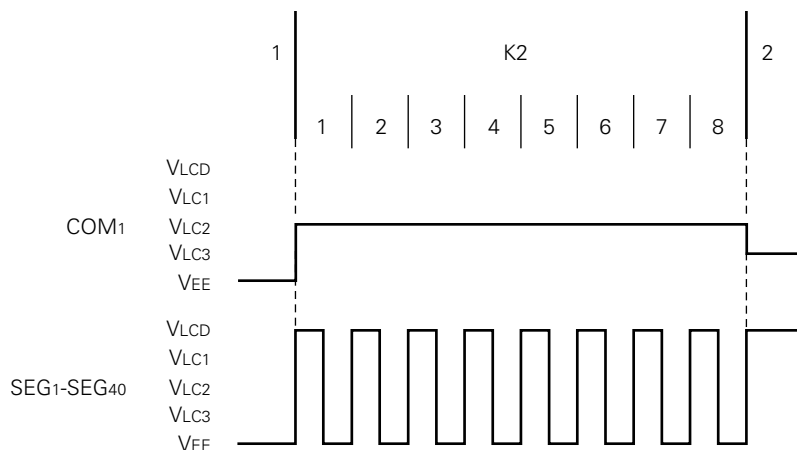 1 K2 2
1 2 3 4 5 6 7 8
VLCD
VLC1
COM1 VLC2
VLC3
VEE
VLCD
VLC1
SEG1-SEG40 VLC2
VLC3
VEE